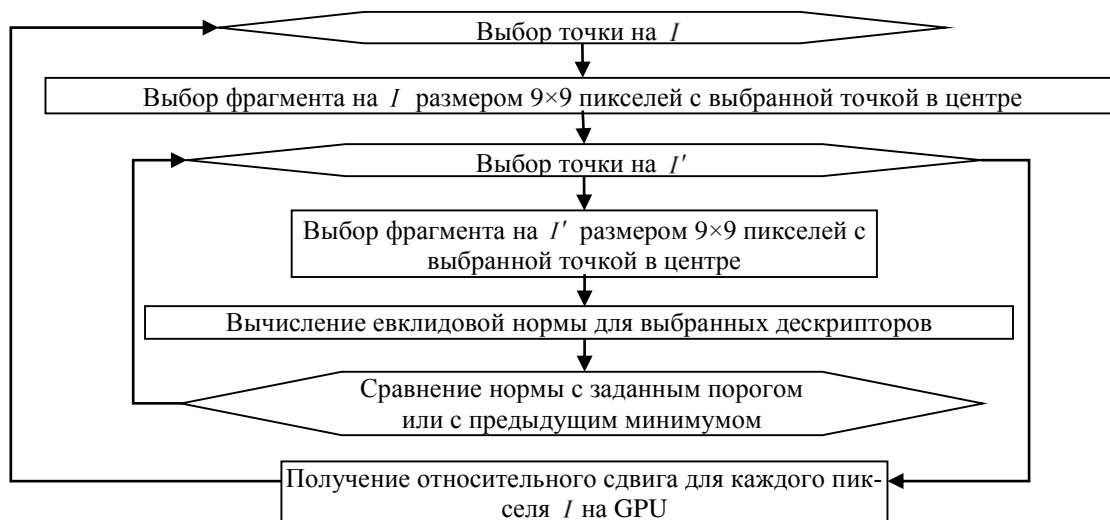 Выбор точки на I
Выбор фрагмента на I размером 9×9 пикселей с выбранной точкой в центре
Выбор точки на I′
Выбор фрагмента на I′ размером 9×9 пикселей с
выбранной точкой в центре
Вычисление евклидовой нормы для выбранных дескрипторов
Сравнение нормы с заданным порогом
или с предыдущим минимумом
Получение относительного сдвига для каждого пик-
селя I на GPU